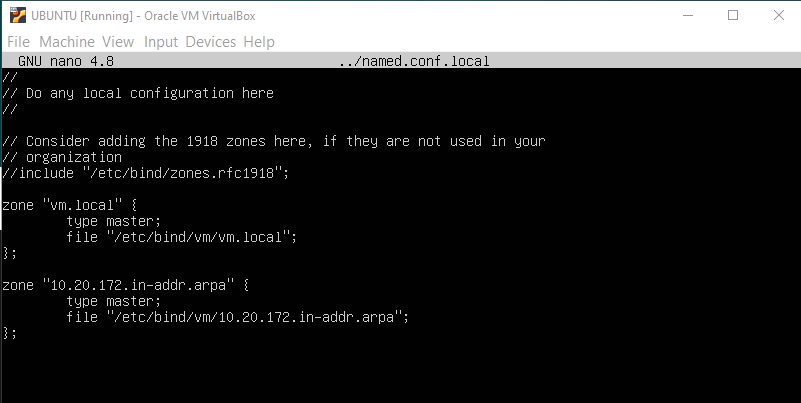 UBUNTU [Running] - Oracle VM VirtualBox
File Machine View Input Devices Help
GNU nano 4.8 ../named.conf.local
//
// Do any local configuration here
//
// Consider adding the 1918 zones here, if they are not used in your
// organization
//include "/etc/bind/zones.rfc1918";
zone "vm.local" {
type master;
file "/etc/bind/vm/vm.local";
};
zone "10.20.172.in-addr.arpa" {
type master;
file "/etc/bind/vm/10.20.172.in-addr.arpa";
};